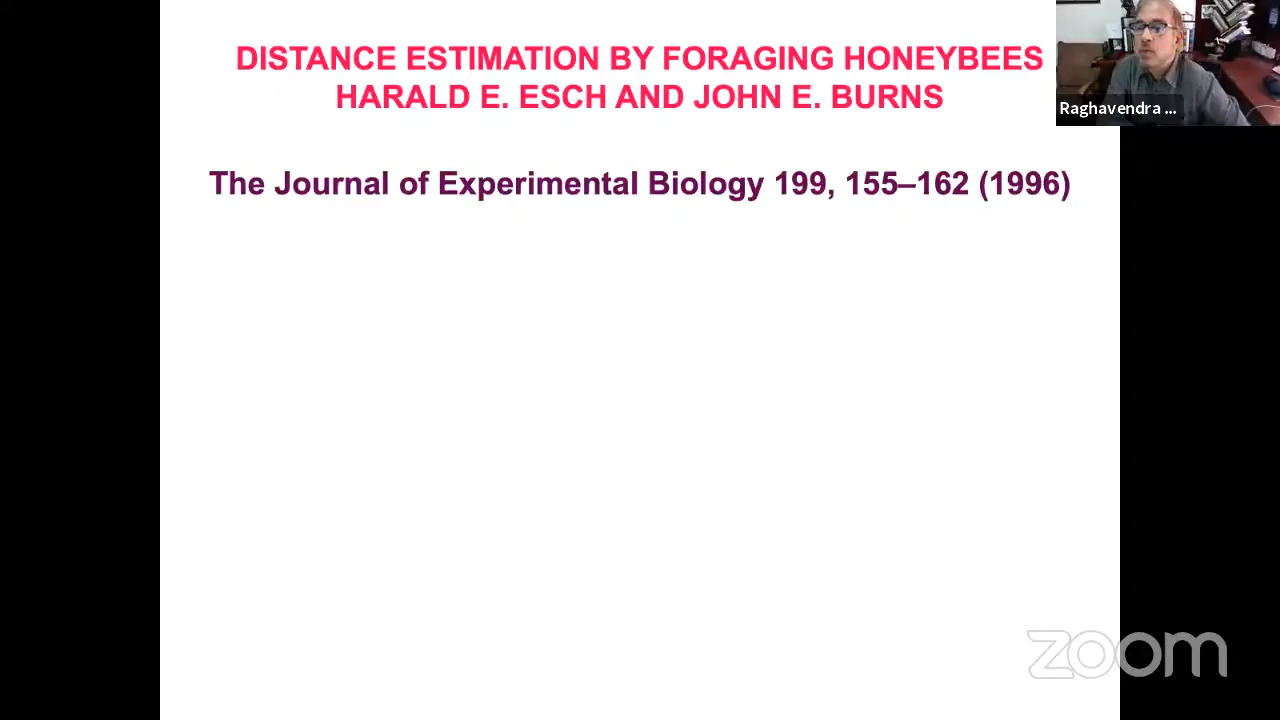 DISTANCE ESTIMATION BY FORAGING HONEYBEES
HARALD E. ESCH AND JOHN E. BURNS
Raghavendra ...
The Journal of Experimental Biology 199, 155–162 (1996)
zoom